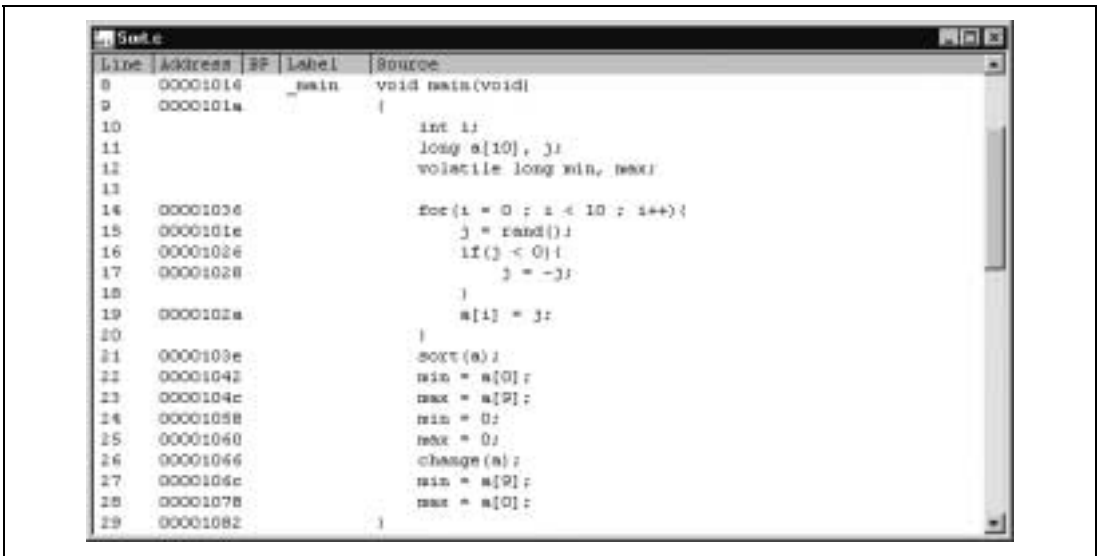 Sort.c
Line Address BP Label Source
8 00001016 _main void main(void)
9 0000101a {
10 int i;
11 long a[10], j;
12 volatile long min, max;
13
14 00001036 for(i = 0 ; i < 10 ; i++){
15 0000101e j = rand();
16 00001026 if(j < 0){
17 00001028 j = -j;
18 }
19 0000102a a[i] = j;
20 }
21 0000103e sort(a);
22 00001042 min = a[0];
23 0000104c max = a[9];
24 00001058 min = 0;
25 00001060 max = 0;
26 00001066 change(a);
27 0000106c min = a[9];
28 00001078 max = a[0];
29 00001082 }